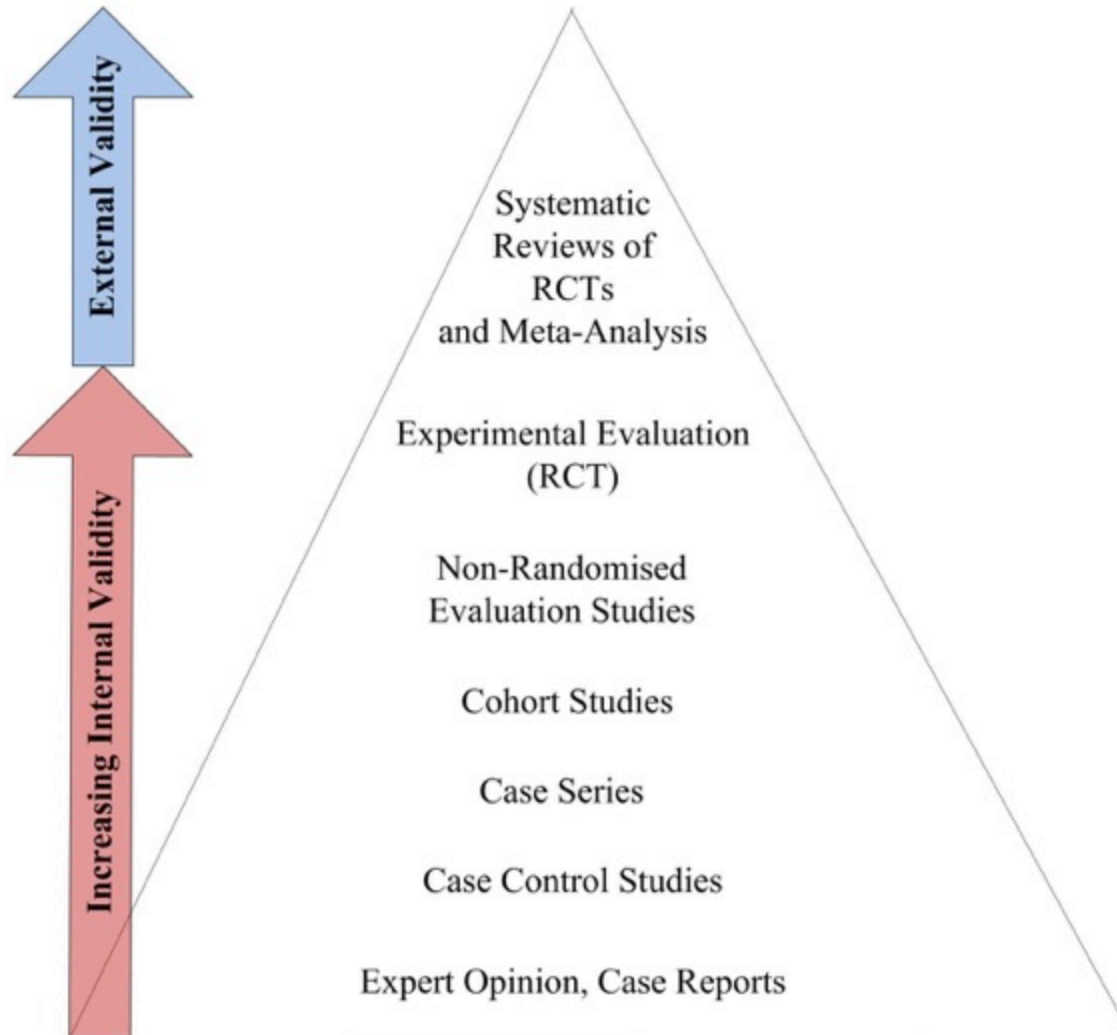 External Validity
Increasing Internal Validity
Systematic
Reviews of
RCTs
and Meta-Analysis
Experimental Evaluation
(RCT)
Non-Randomised
Evaluation Studies
Cohort Studies
Case Series
Case Control Studies
Expert Opinion, Case Reports